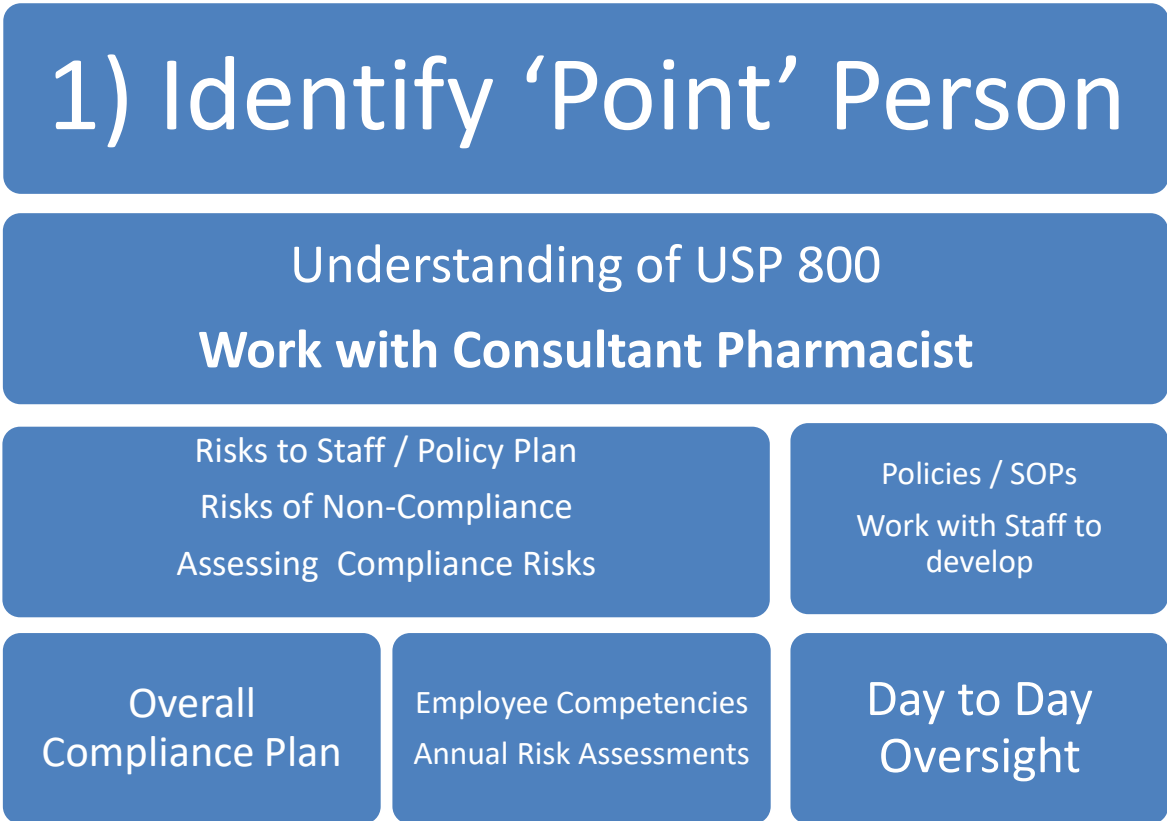 1) Identify ‘Point’ Person
Understanding of USP 800
Work with Consultant Pharmacist
Risks to Staff / Policy Plan
Risks of Non-Compliance
Assessing  Compliance Risks
Policies / SOPs
Work with Staff to
develop
Overall
Compliance Plan
Employee Competencies
Annual Risk Assessments
Day to Day
Oversight